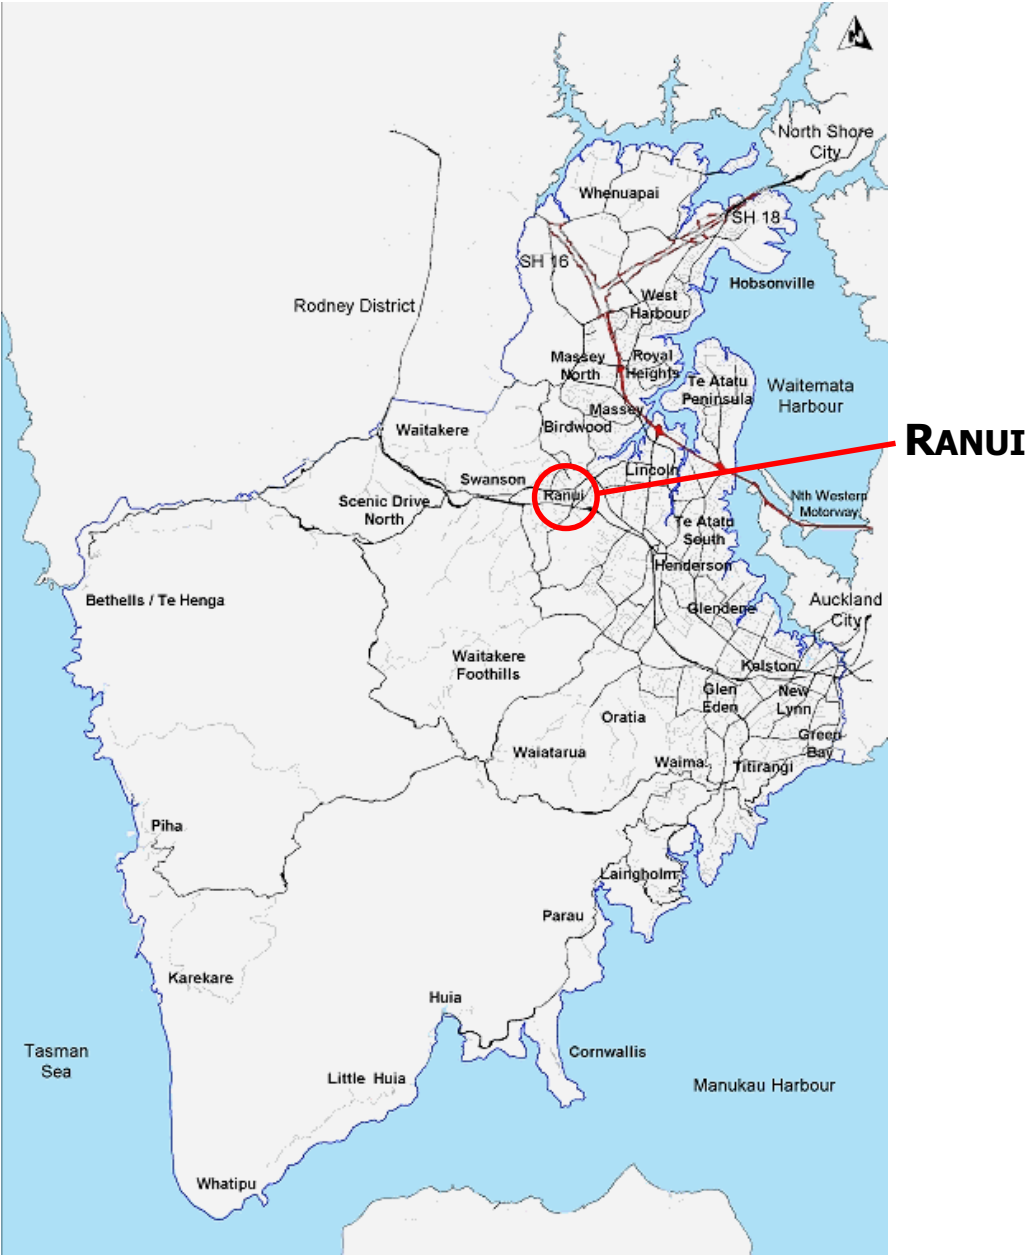 N
North Shore
City
Whenuapai
SH 18
SH 16
Hobsonville
Rodney District
West
Harbour
Massey
North
Royal
Heights
Te Atatu
Peninsula
Waitemata
Harbour
Massey
Birdwood
Waitakere
RANUI
Lincoln
Swanson
Ranui
Scenic Drive
North
Nth Western
Motorway
Te Atatu
South
Henderson
Bethells / Te Henga
Glendene
Auckland
City
Waitakere
Foothills
Kelston
Glen
Eden
New
Lynn
Oratia
Green
Bay
Waiatarua
Waima
Titirangi
Piha
Laingholm
Parau
Karekare
Huia
Tasman
Sea
Cornwallis
Little Huia
Manukau Harbour
Whatipu